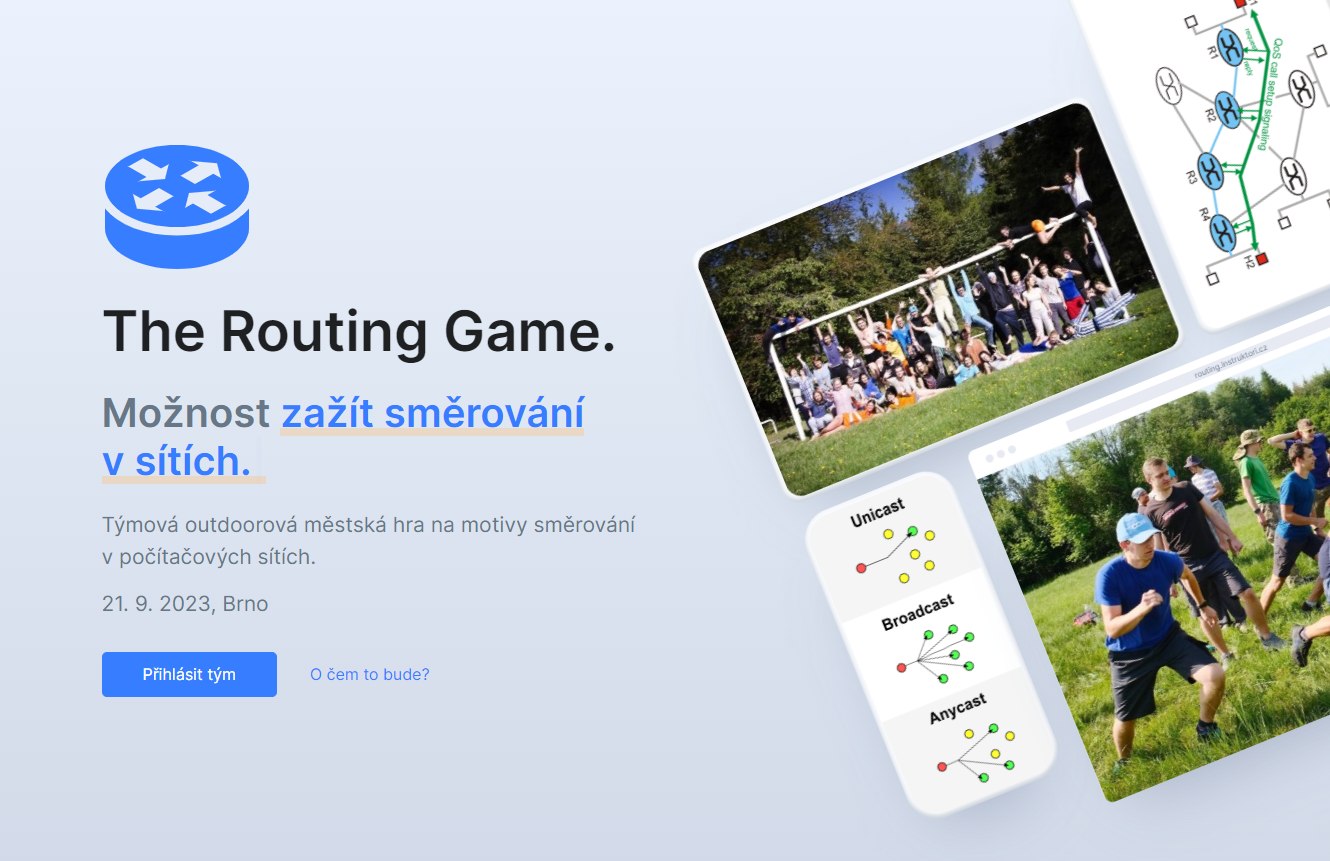 The Routing Game.
Možnost zažít směrování
v sítích.
Týmová outdoorová městská hra na motivy směrování
v počítačových sítích.
21. 9. 2023, Brno
Přihlásit tým
O čem to bude?
R1
R2
R3
R4
H2
QoS call setup signaling
reply
routing.instruktori.cz
Unicast
Broadcast
Anycast